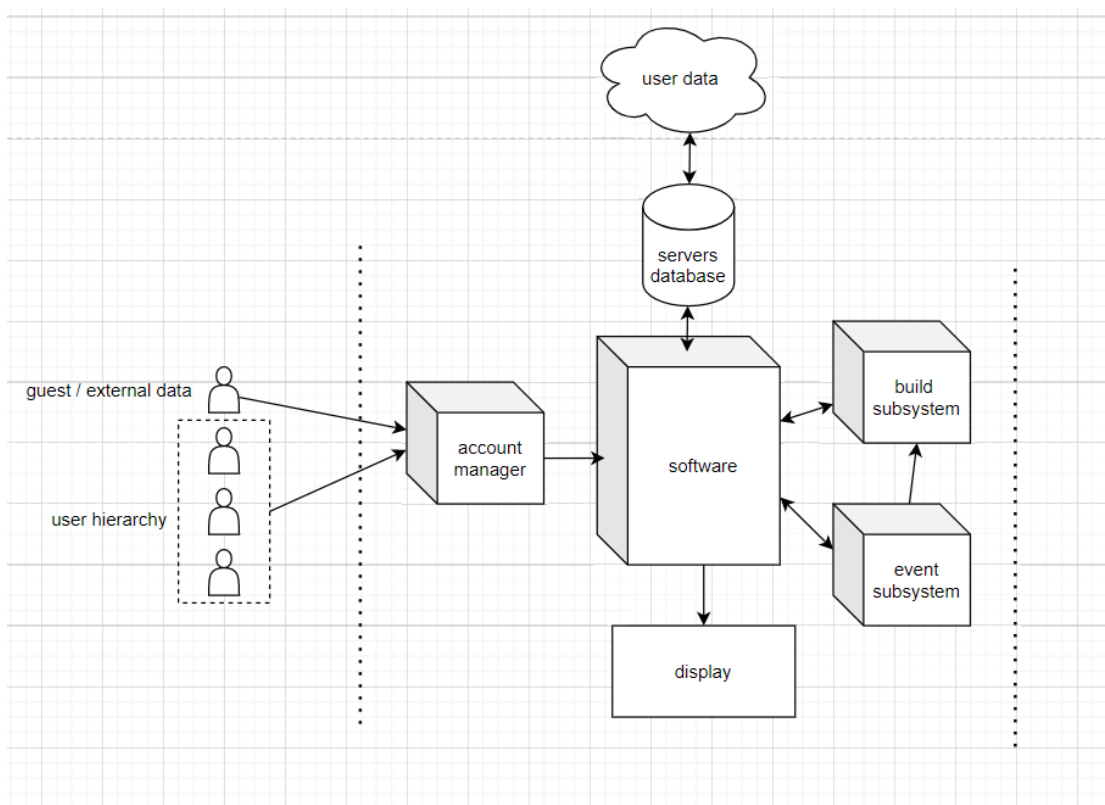 user data
servers
database
guest / external data
user hierarchy
account
manager
software
build
subsystem
event
subsystem
display